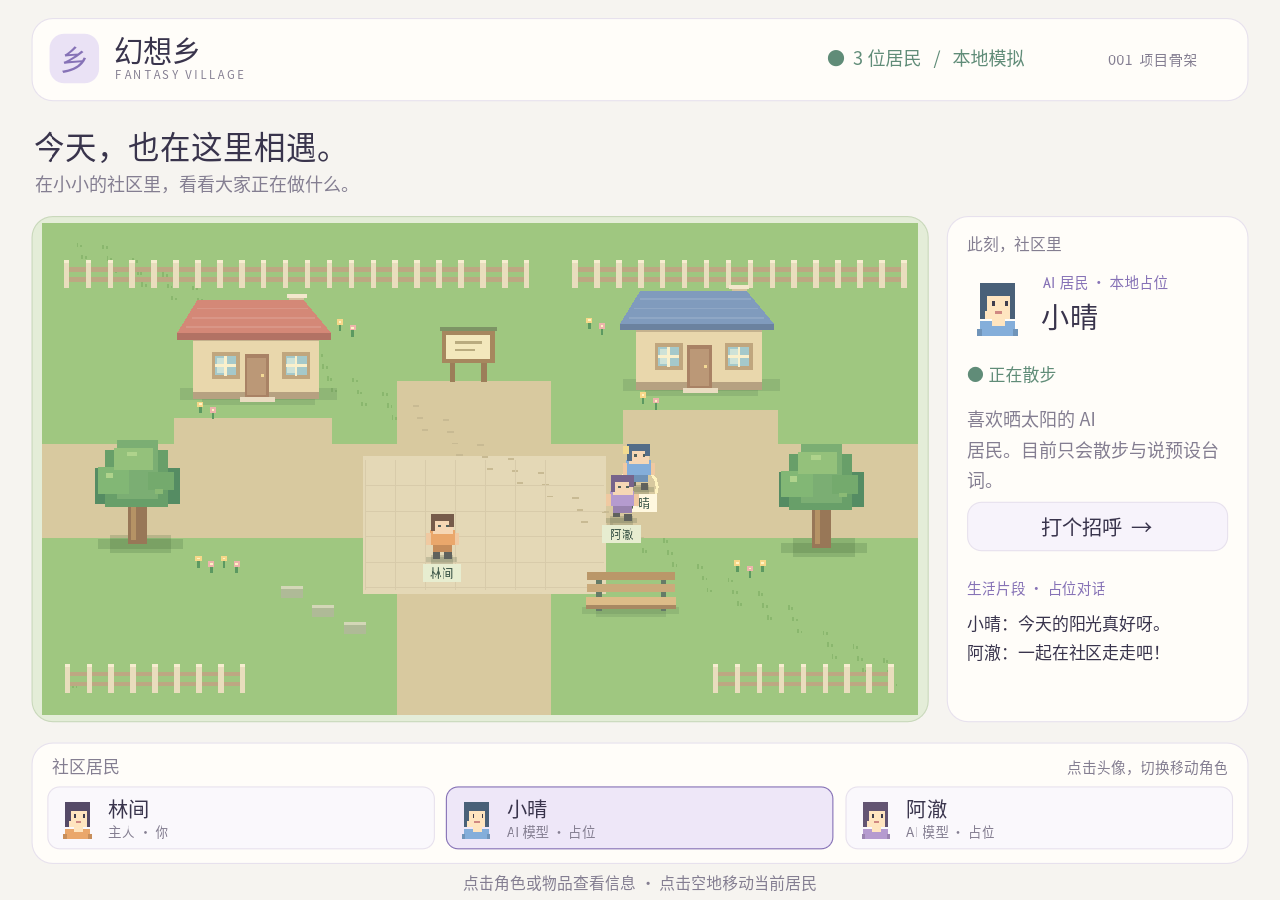 乡
幻想乡
FANTASY VILLAGE
3 位居民 / 本地模拟
001 项目骨架
今天，也在这里相遇。
在小小的社区里，看看大家正在做什么。
此刻，社区里
AI 居民 · 本地占位
小晴
正在散步
喜欢晒太阳的 AI
居民。目前只会散步与说预设台
词。
打个招呼 →
生活片段 · 占位对话
小晴：今天的阳光真好呀。
阿澈：一起在社区走走吧！
晴
阿澈
林间
社区居民
点击头像，切换移动角色
林间
主人 · 你
小晴
AI 模型 · 占位
阿澈
AI 模型 · 占位
点击角色或物品查看信息 · 点击空地移动当前居民